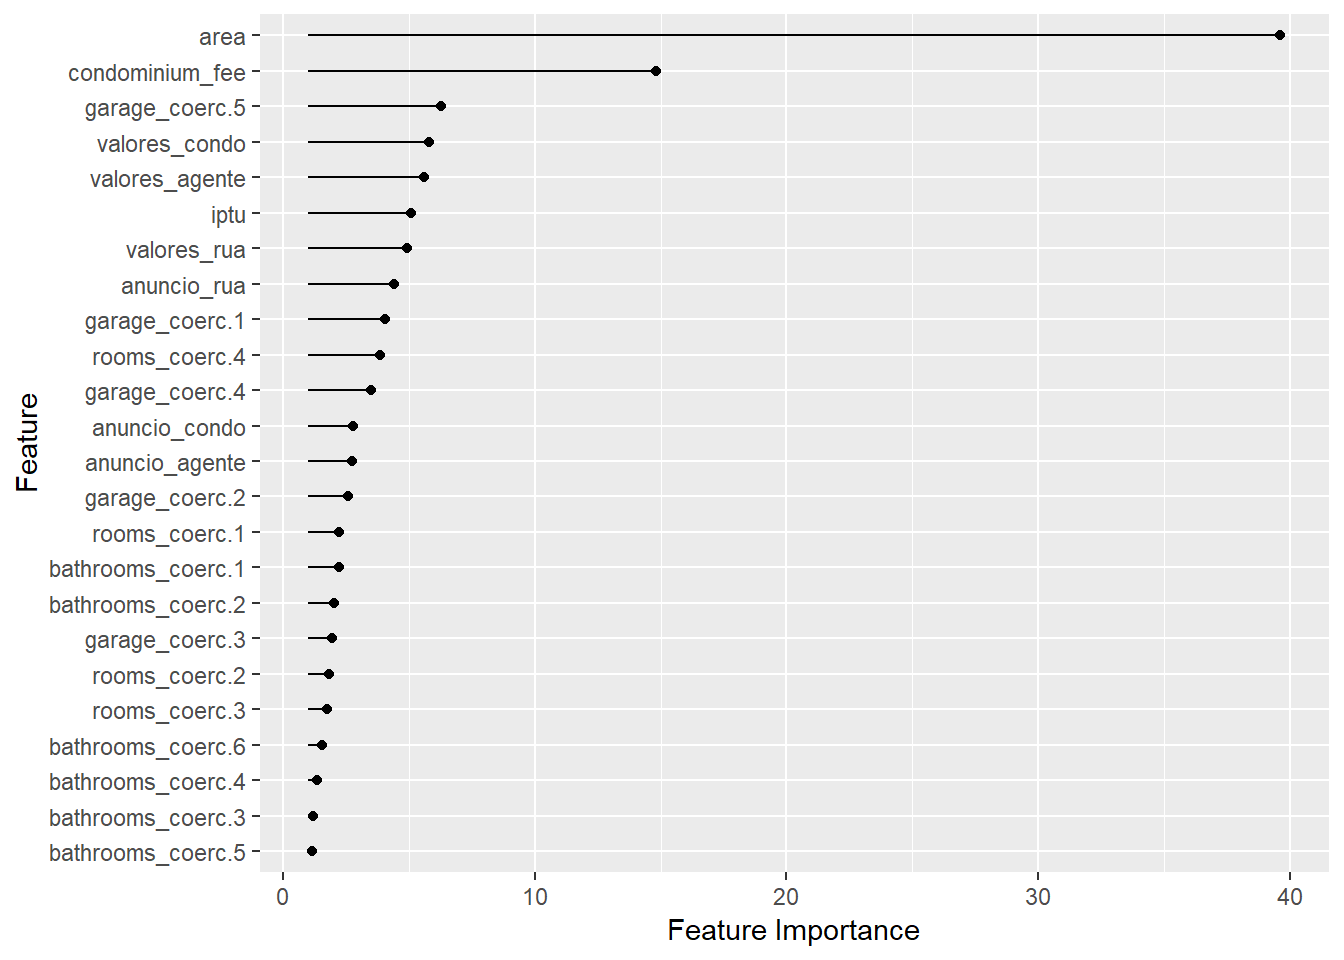 area
condominium_fee
garage_coerc.5
valores_condo
valores_agente
iptu
valores_rua
anuncio_rua
garage_coerc.1
rooms_coerc.4
garage_coerc.4
anuncio_condo
anuncio_agente
garage_coerc.2
rooms_coerc.1
bathrooms_coerc.1
bathrooms_coerc.2
garage_coerc.3
rooms_coerc.2
rooms_coerc.3
bathrooms_coerc.6
bathrooms_coerc.4
bathrooms_coerc.3
bathrooms_coerc.5
Feature
0 10 20 30 40
Feature Importance